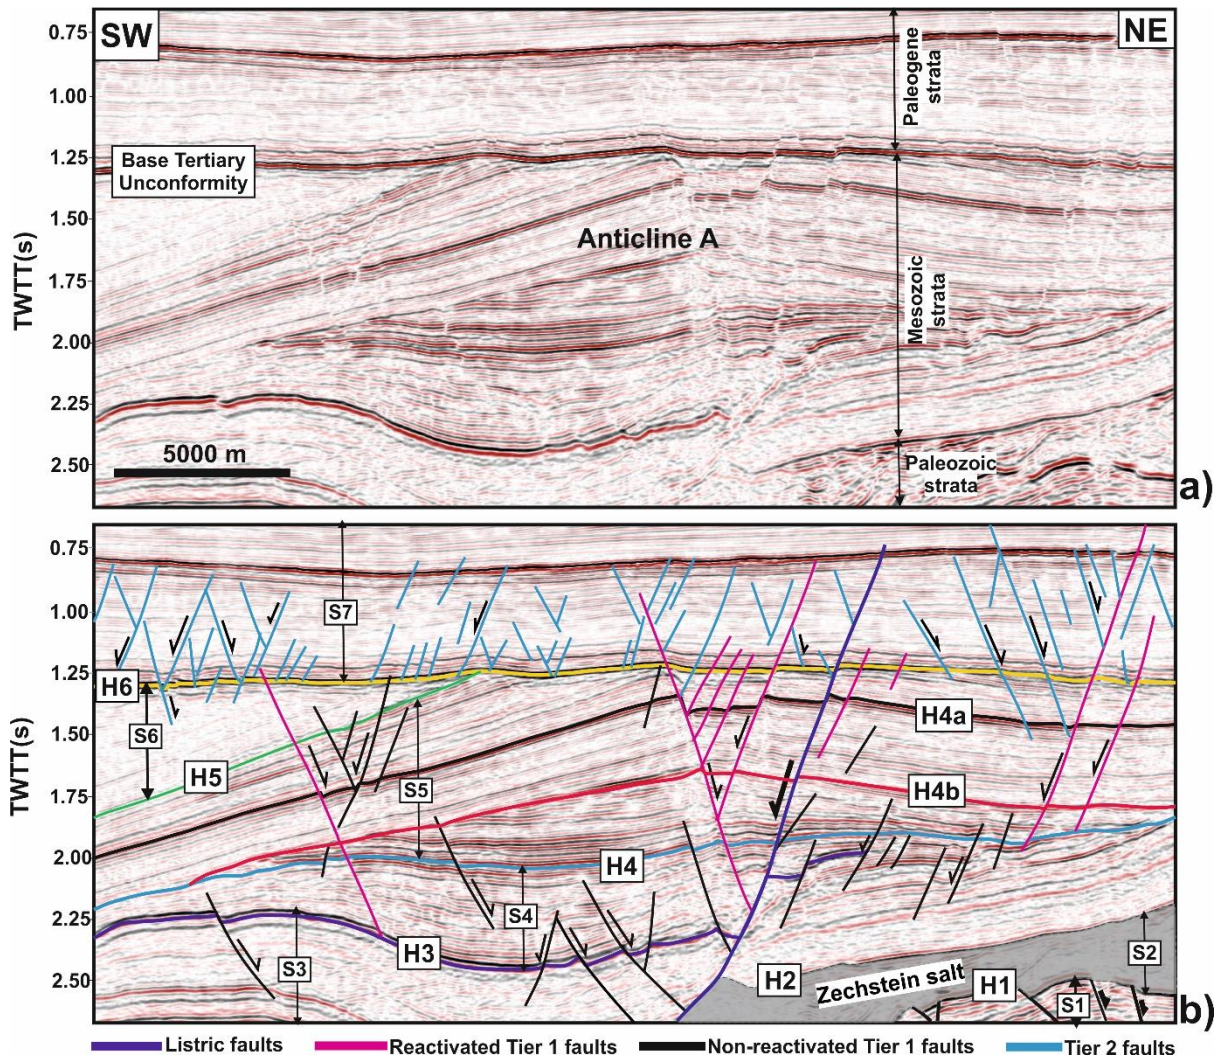 SW
NE
0.75
1.00
1.25
1.50
1.75
2.00
2.25
2.50
TWTT(s)
Paleogene
strata
Base Tertiary
Unconformity
Anticline A
Mesozoic
strata
5000 m
Paleozoic
strata
a)
0.75
1.00
1.25
1.50
1.75
2.00
2.25
2.50
TWTT(s)
S7
H6
S6
H5
H4a
S5
H4b
H4
S4
H3
S3
H2
Zechstein salt
H1
S2
S1
b)
Listric faults
Reactivated Tier 1 faults
Non-reactivated Tier 1 faults
Tier 2 faults